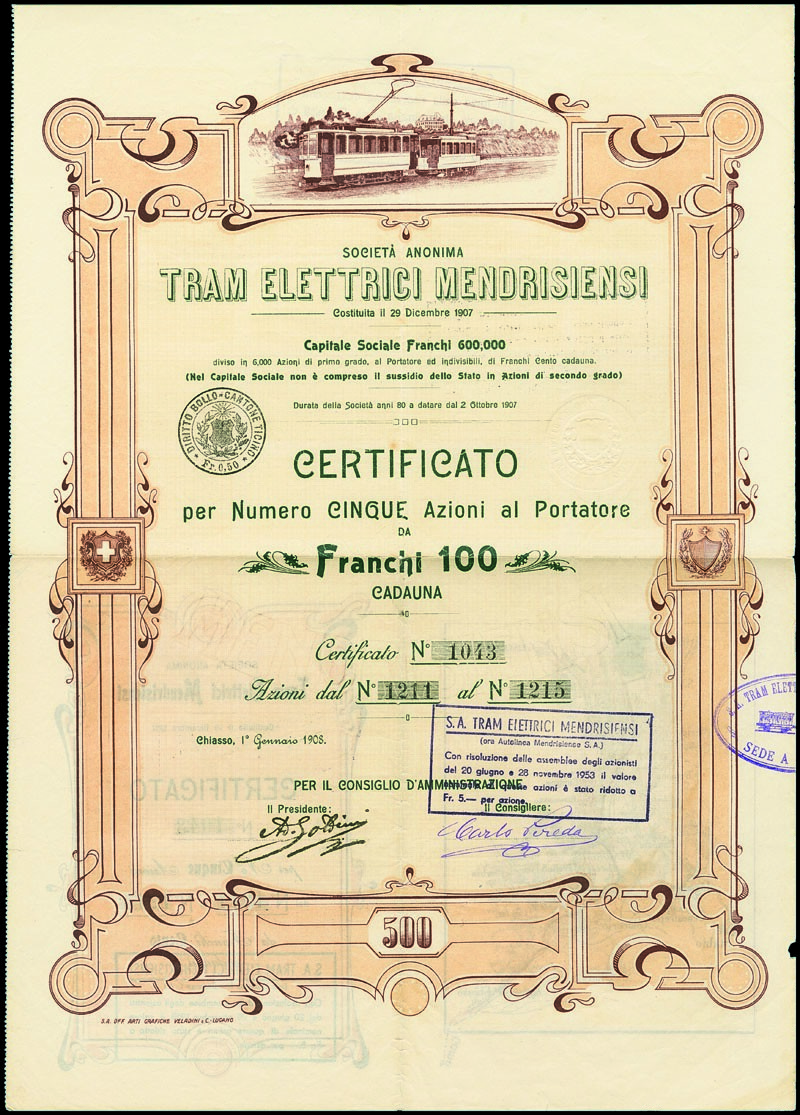 SOCIETÀ ANONIMA
TRAM ELETTRICI MENDRISIENSI
Costituita il 29 Dicembre 1907
Capitale Sociale Franchi 600,000
diviso in 6,000 Azioni di primo grado, al Portatore ed indivisibili, di Franchi Cento cadauna.
(Nel Capitale Sociale non è compreso il sussidio dello Stato in Azioni di secondo grado)
Durata della Società anni 80 a datare dal 2 Ottobre 1907
DIRITTO BOLLO-CANTONE TICINO
Fr. 0,50
CERTIFICATO
per Numero CINQUE Azioni al Portatore
DA
Franchi 100
CADAUNA
Certificato No 1043
Azioni dal No 1211 al No 1215
Chiasso, 1o Gennaio 1908.
S.A. TRAM ELETTRICI MENDRISIENSI
(ora Autolinea Mendrisiense S.A.)
Con risoluzione delle assemblee degli azionisti
del 20 giugno e 28 novembre 1953 il valore
azioni è stato ridotto a
Fr. 5.— per azione.
S.A. TRAM ELET
SEDE A
PER IL CONSIGLIO D'AMMINISTRAZIONE
Il Presidente:
Il Consigliere:
Carlo Pereda
500
S.A. OFF ARTI GRAFICHE VELADINI & C.-LUGANO